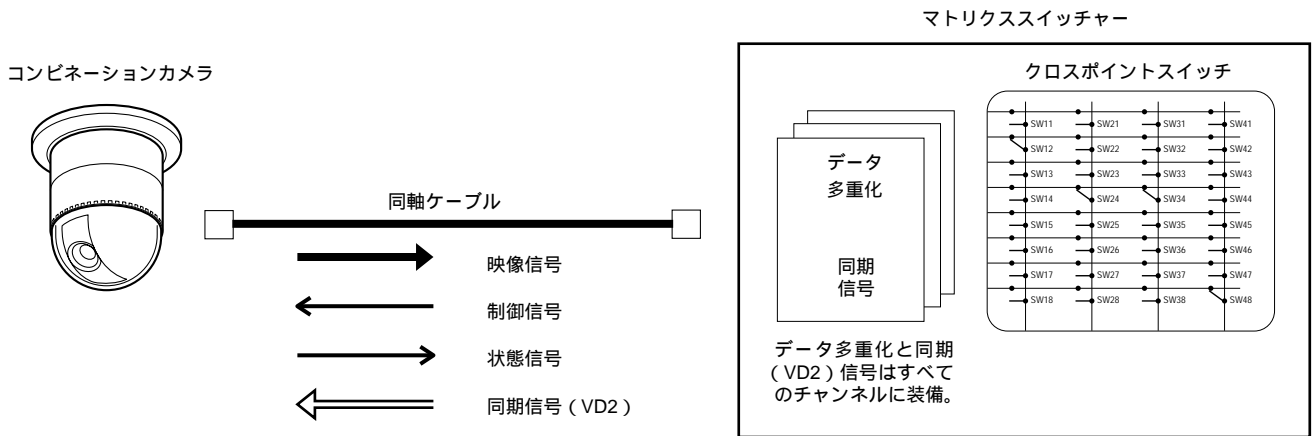 マトリクススイッチャー
コンビネーションカメラ
クロスポイントスイッチ
SW11 SW21 SW31 SW41
SW12 SW22 SW32 SW42
SW13 SW23 SW33 SW43
SW14 SW24 SW34 SW44
SW15 SW25 SW35 SW45
SW16 SW26 SW36 SW46
SW17 SW27 SW37 SW47
SW18 SW28 SW38 SW48
データ
多重化
同期
信号
データ多重化と同期
(VD2)信号はすべて
のチャンネルに装備。
同軸ケーブル
映像信号
制御信号
状態信号
同期信号(VD2)